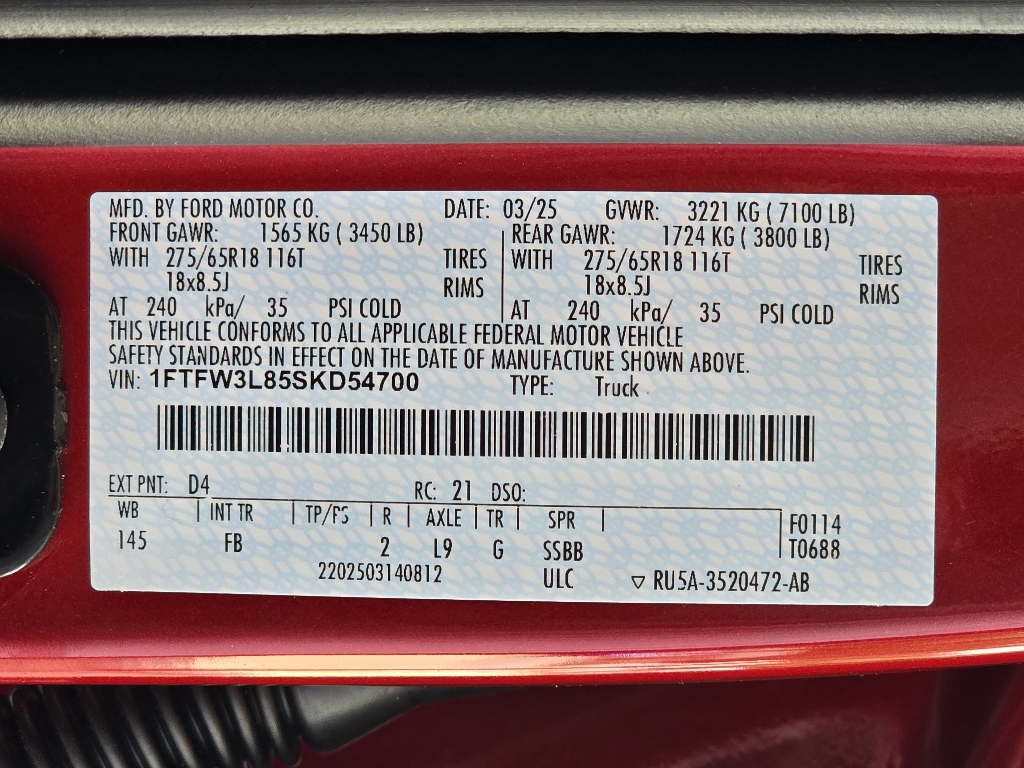 MFD. BY FORD MOTOR CO. DATE: 03/25 GVWR: 3221 KG ( 7100 LB)
FRONT GAWR: 1565 KG ( 3450 LB) REAR GAWR: 1724 KG ( 3800 LB)
WITH 275/65R18 116T TIRES WITH 275/65R18 116T TIRES
18x8.5J RIMS 18x8.5J RIMS
AT 240 kPa/ 35 PSI COLD AT 240 kPa/ 35 PSI COLD
THIS VEHICLE CONFORMS TO ALL APPLICABLE FEDERAL MOTOR VEHICLE
SAFETY STANDARDS IN EFFECT ON THE DATE OF MANUFACTURE SHOWN ABOVE.
VIN: 1FTFW3L85SKD54700 TYPE: Truck
EXT PNT: D4 RC: 21 DSO:
WB INT TR TP/PS R AXLE TR SPR F0114
145 FB 2 L9 G SSBB T0688
2202503140812 ULC ▽ RU5A-3520472-AB